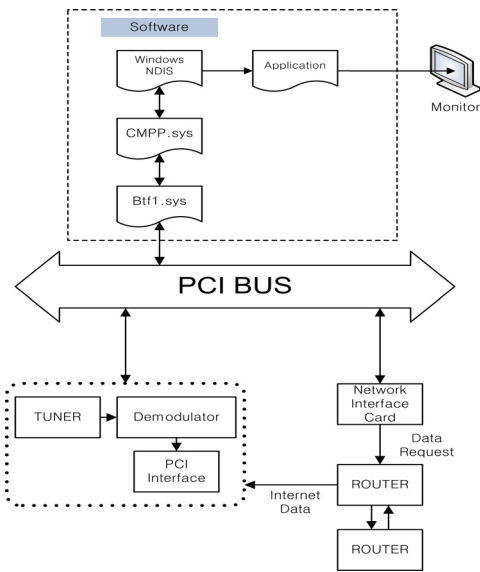 Software
Windows
NDIS
Application
Monitor
CMPP.sys
Btf1.sys
PCI BUS
TUNER
Demodulator
PCI
Interface
Network
Interface
Card
Data
Request
Internet
Data
ROUTER
ROUTER